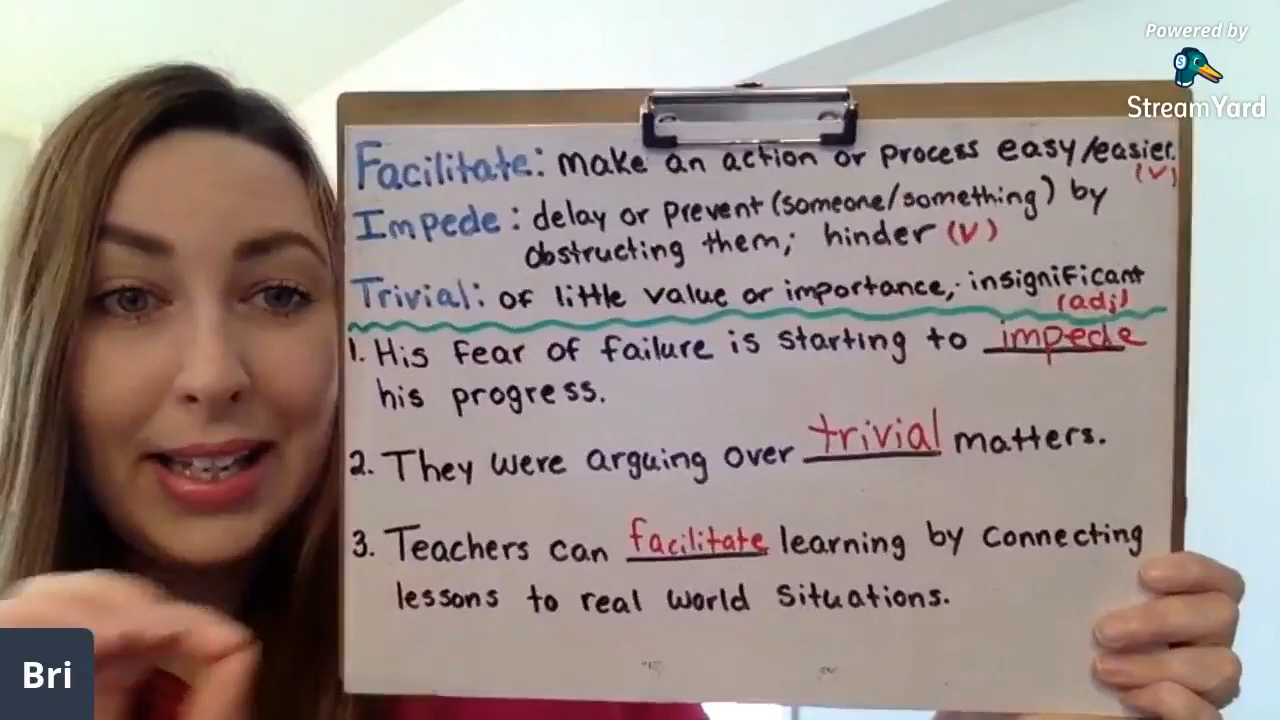 Powered by
StreamYard
Facilitate: make an action or process easy/easier.
(v)
Impede: delay or prevent (someone/something) by
obstructing them; hinder (v)
Trivial: of little value or importance, insignificant
(adj)
1. His fear of failure is starting to impede
his progress.
2. They were arguing over trivial matters.
3. Teachers can facilitate learning by connecting
lessons to real world situations.
Bri